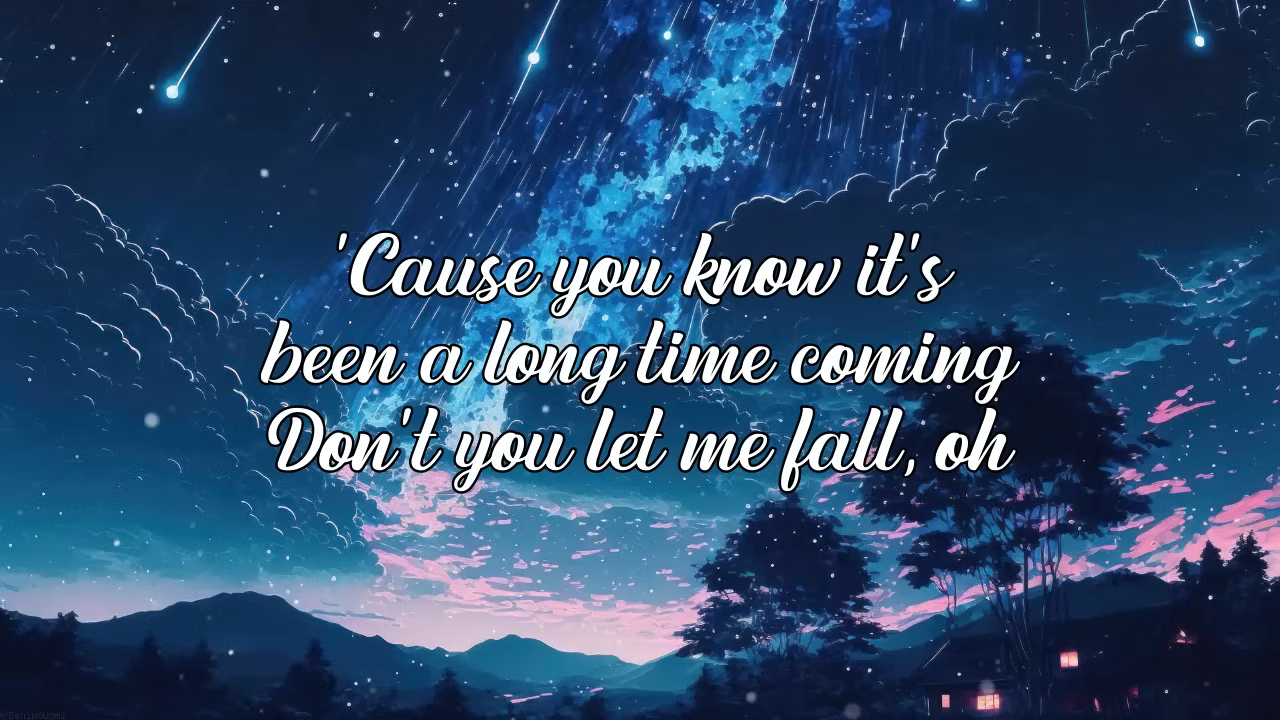 'Cause you know it's
been a long time coming
Don't you let me fall, oh